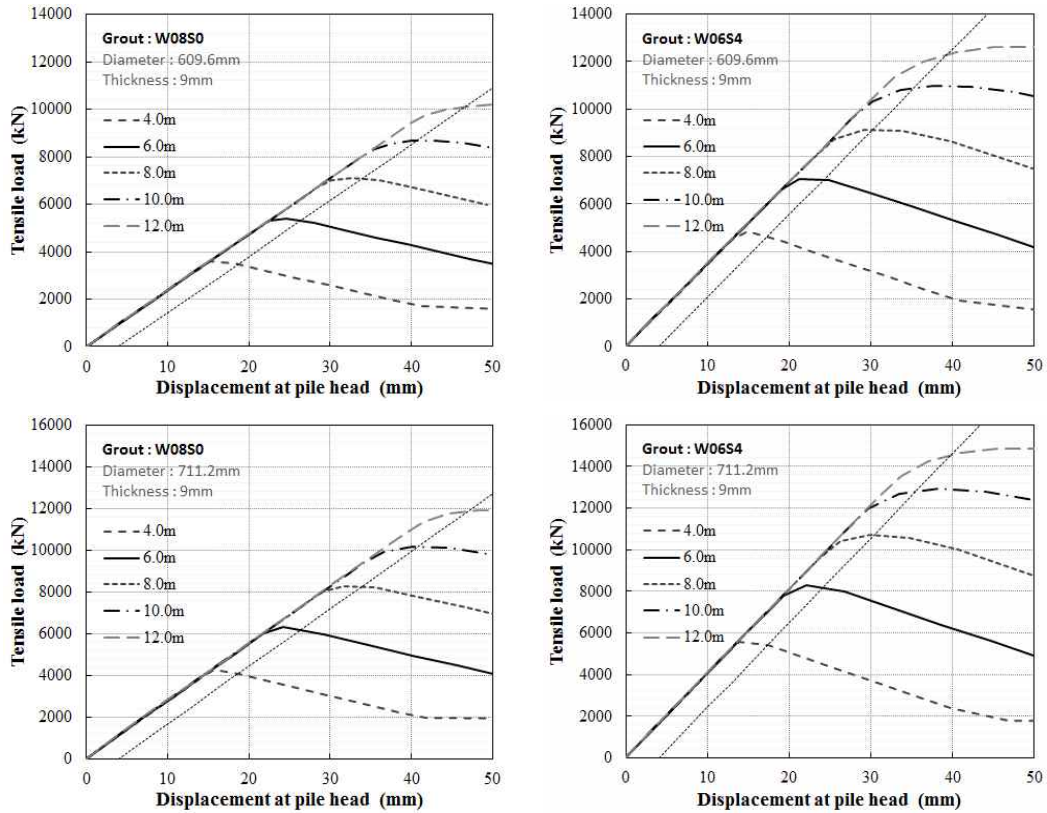 14000
12000
10000
8000
6000
4000
2000
0
Tensile load (kN)
Grout : W08S0
Diameter : 609.6mm
Thickness : 9mm
4.0m
6.0m
8.0m
10.0m
12.0m
0 10 20 30 40 50
Displacement at pile head (mm)
14000
12000
10000
8000
6000
4000
2000
0
Tensile load (kN)
Grout : W06S4
Diameter : 609.6mm
Thickness : 9mm
4.0m
6.0m
8.0m
10.0m
12.0m
0 10 20 30 40 50
Displacement at pile head (mm)
16000
14000
12000
10000
8000
6000
4000
2000
0
Tensile load (kN)
Grout : W08S0
Diameter : 711.2mm
Thickness : 9mm
4.0m
6.0m
8.0m
10.0m
12.0m
0 10 20 30 40 50
Displacement at pile head (mm)
16000
14000
12000
10000
8000
6000
4000
2000
0
Tensile load (kN)
Grout : W06S4
Diameter : 711.2mm
Thickness : 9mm
4.0m
6.0m
8.0m
10.0m
12.0m
0 10 20 30 40 50
Displacement at pile head (mm)